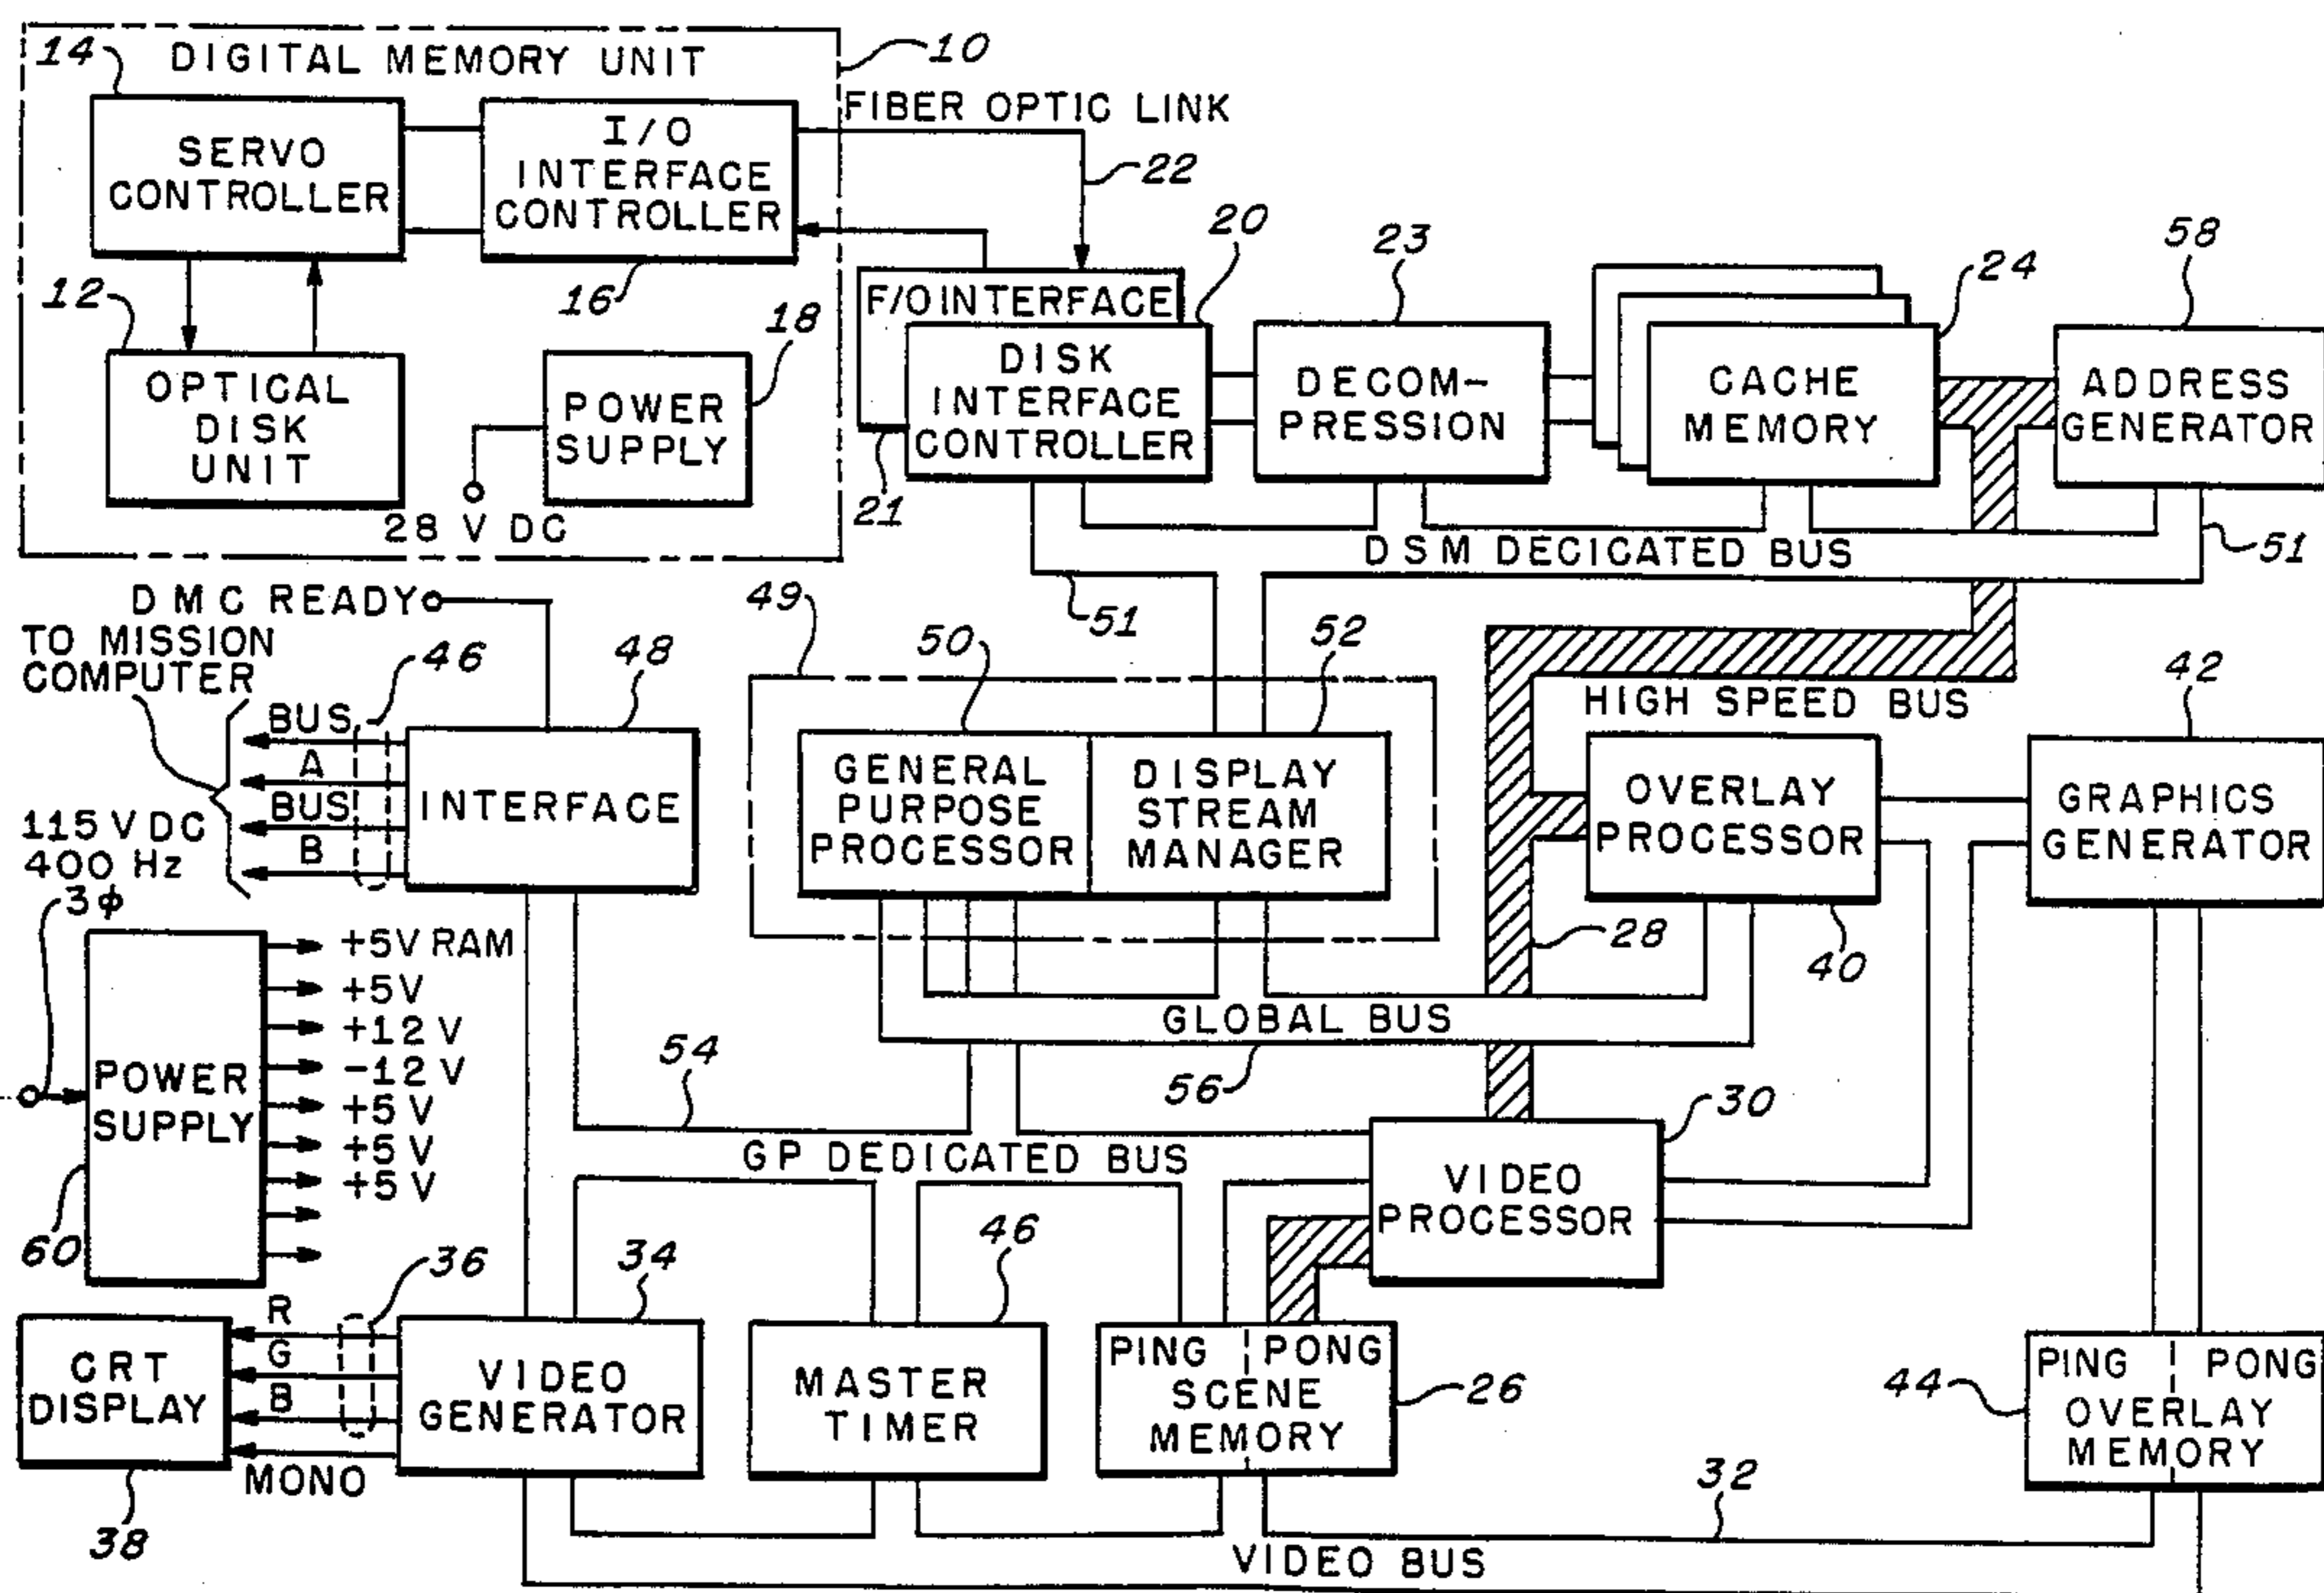 14
DIGITAL MEMORY UNIT
10
SERVO
CONTROLLER
I/O
INTERFACE
CONTROLLER
FIBER OPTIC LINK
22
12
16
18
OPTICAL
DISK
UNIT
POWER
SUPPLY
28 V DC
F/O INTERFACE
20
DISK
INTERFACE
CONTROLLER
21
23
DECOM-
PRESSION
24
CACHE
MEMORY
58
ADDRESS
GENERATOR
DSM DECICATED BUS
51
51
DMC READY
TO MISSION
COMPUTER
46
48
BUS
A
BUS
B
INTERFACE
49
50
52
GENERAL
PURPOSE
PROCESSOR
DISPLAY
STREAM
MANAGER
HIGH SPEED BUS
42
OVERLAY
PROCESSOR
40
GRAPHICS
GENERATOR
28
115 V DC
400 Hz
3ϕ
POWER
SUPPLY
60
+5V RAM
+5V
+12 V
-12 V
+5 V
+5 V
+5 V
GLOBAL BUS
56
54
GP DEDICATED BUS
30
VIDEO
PROCESSOR
36
34
46
R
G
B
MONO
CRT
DISPLAY
38
VIDEO
GENERATOR
MASTER
TIMER
PING PONG
SCENE
MEMORY
26
44
PING PONG
OVERLAY
MEMORY
32
VIDEO BUS